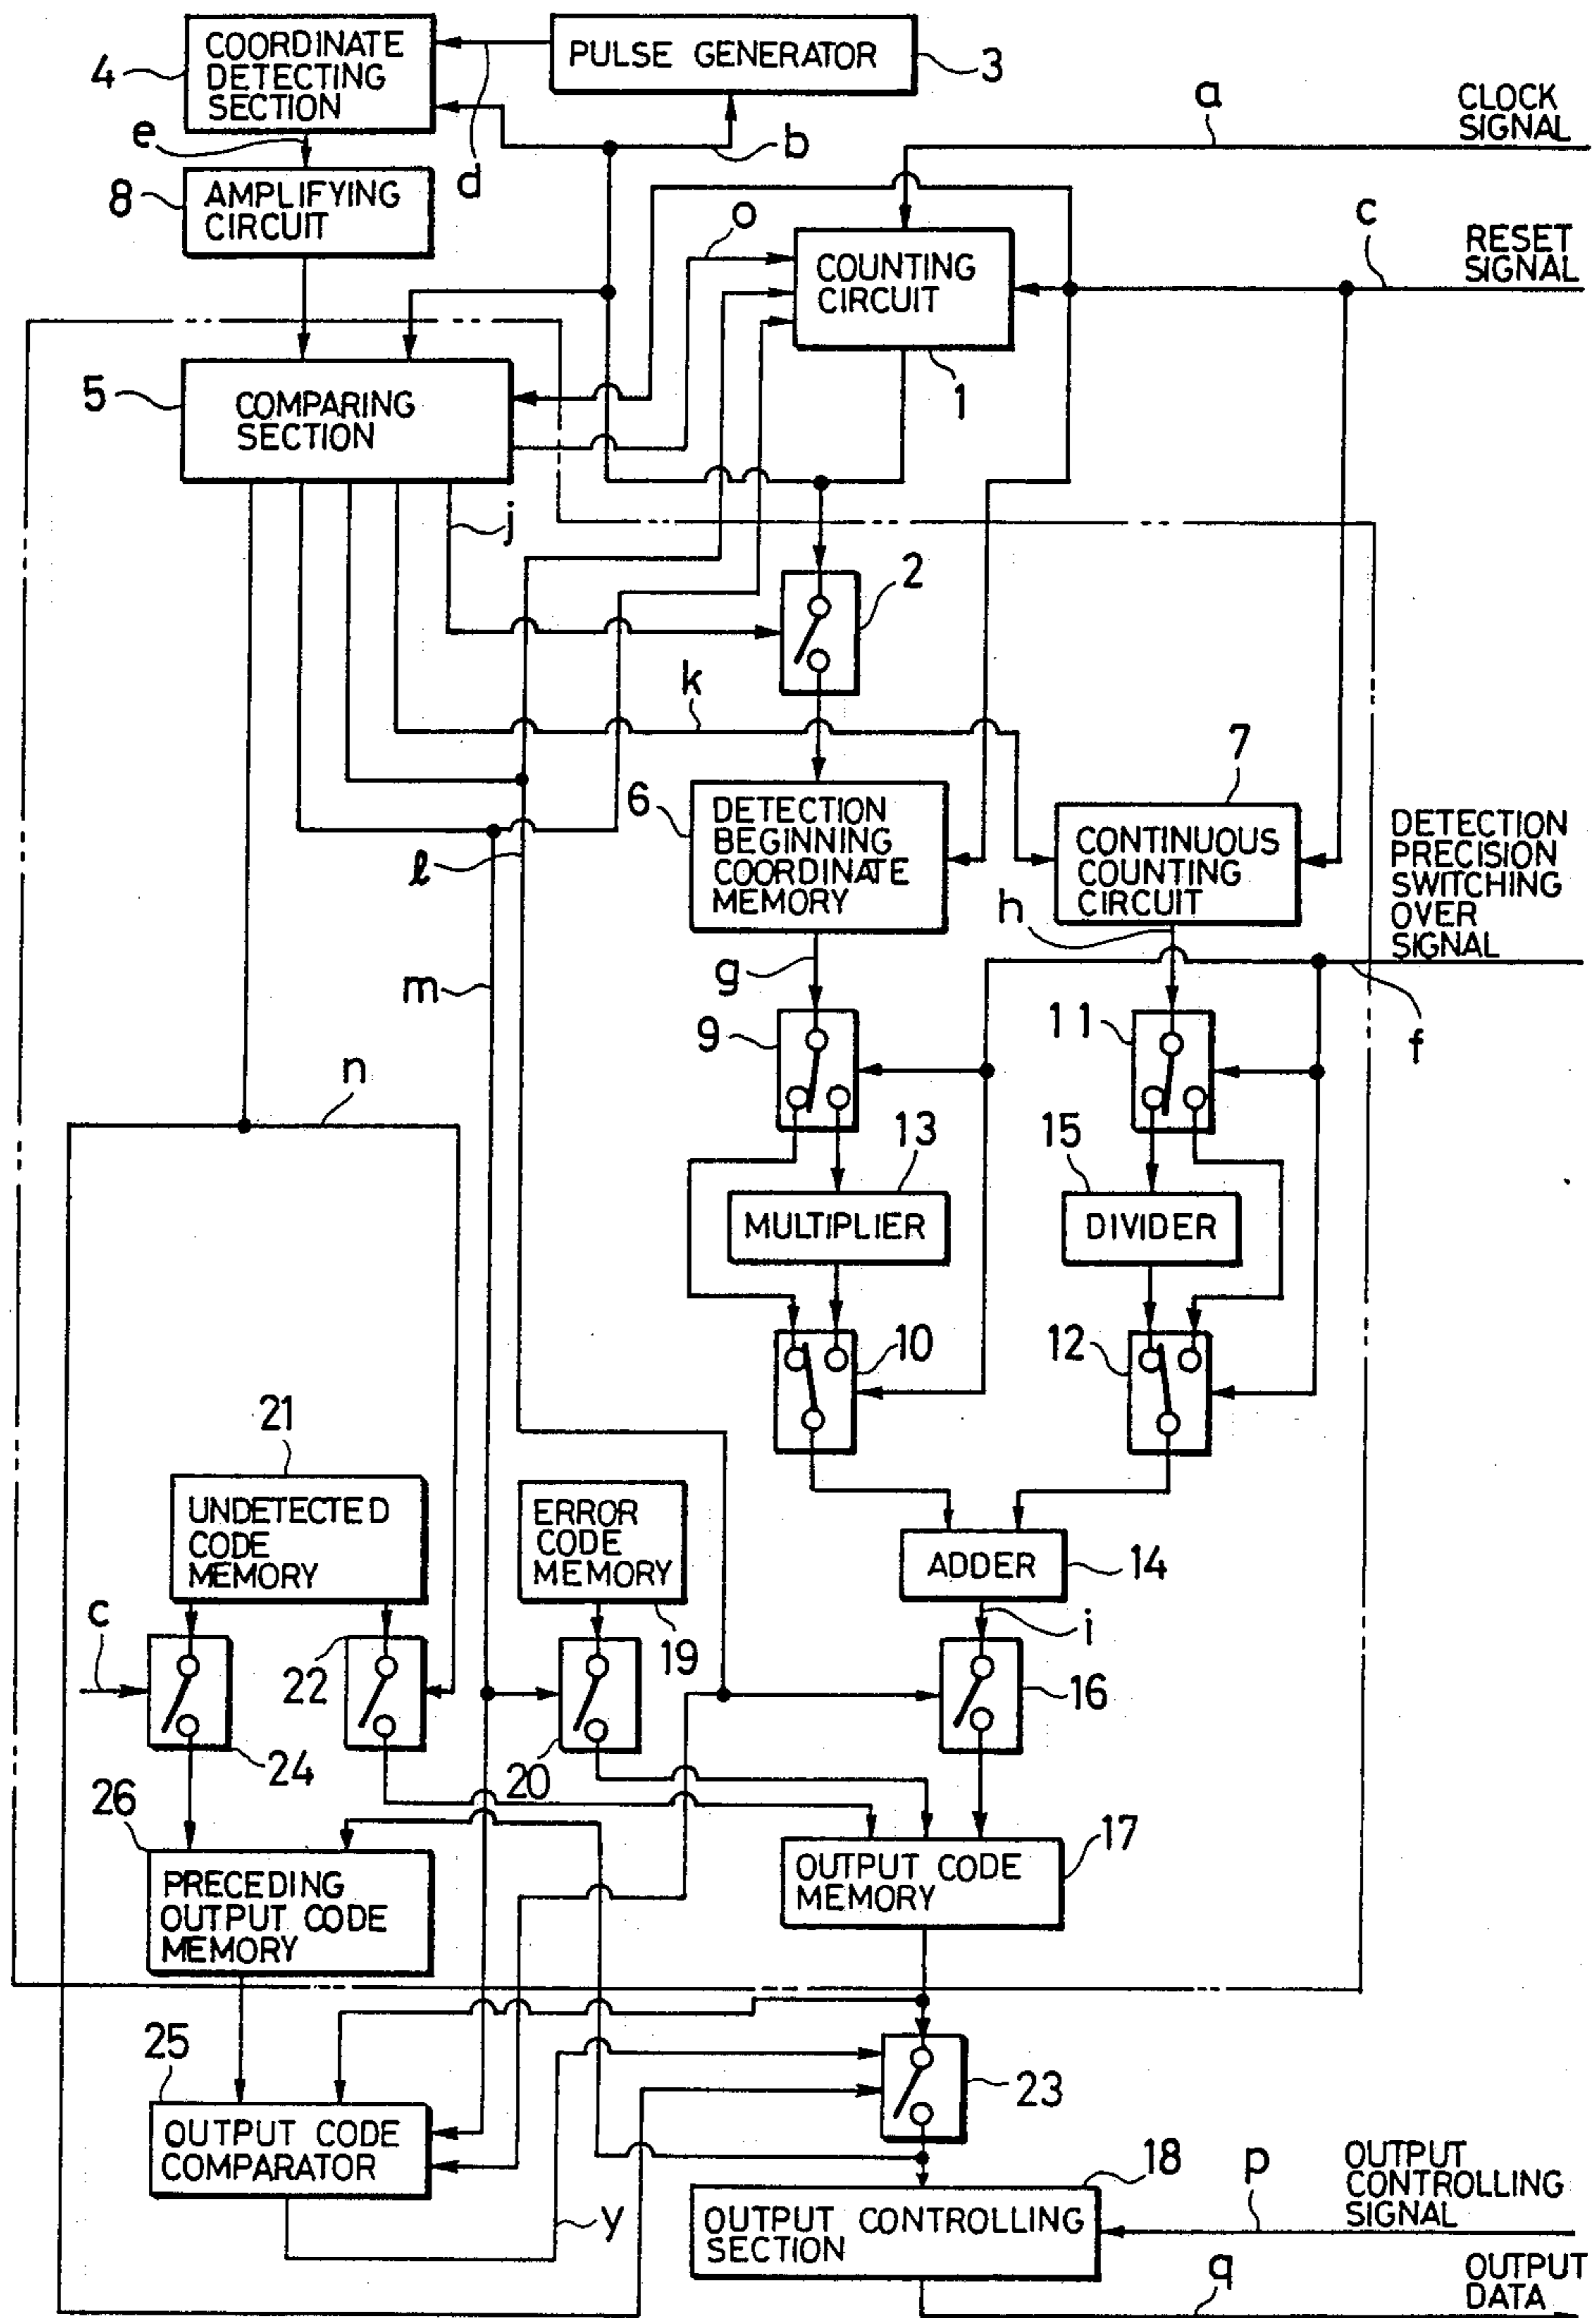 COORDINATE
DETECTING
SECTION
4
PULSE GENERATOR
3
a
CLOCK
SIGNAL
e
d
b
8
AMPLIFYING
CIRCUIT
o
c
RESET
SIGNAL
COUNTING
CIRCUIT
1
5
COMPARING
SECTION
j
2
k
7
6
DETECTION
BEGINNING
COORDINATE
MEMORY
CONTINUOUS
COUNTING
CIRCUIT
DETECTION
PRECISION
SWITCHING
OVER
SIGNAL
l
h
m
g
f
9
11
n
13
15
MULTIPLIER
DIVIDER
10
12
21
UNDETECTED
CODE
MEMORY
ERROR
CODE
MEMORY
ADDER
14
c
i
22
19
16
24
20
26
17
PRECEDING
OUTPUT CODE
MEMORY
OUTPUT CODE
MEMORY
25
23
OUTPUT CODE
COMPARATOR
y
18
p
OUTPUT
CONTROLLING
SIGNAL
OUTPUT CONTROLLING
SECTION
q
OUTPUT
DATA